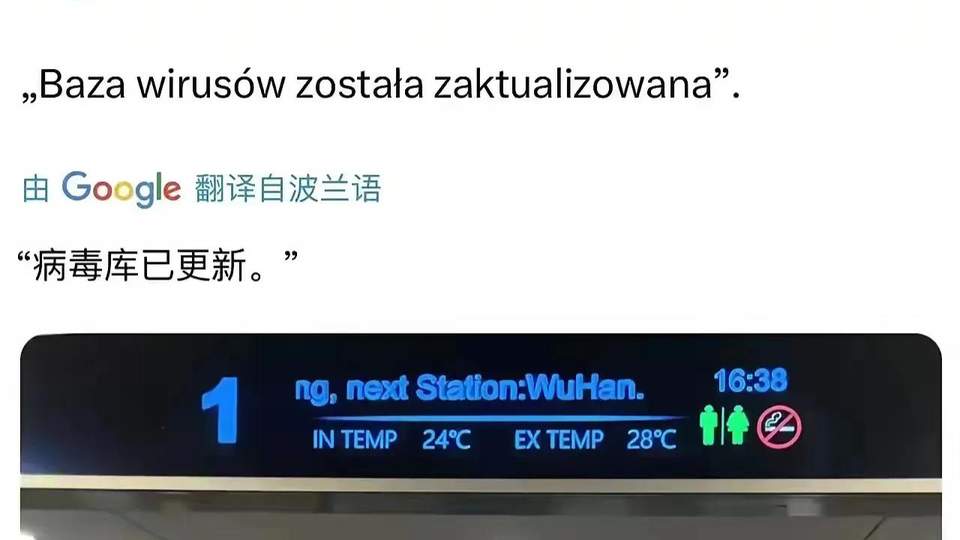 „Baza wirusów została zaktualizowana”.
由 Google 翻译自波兰语
“病毒库已更新。”
1
ng, next Station:WuHan.
16:38
IN TEMP 24℃ EX TEMP 28℃